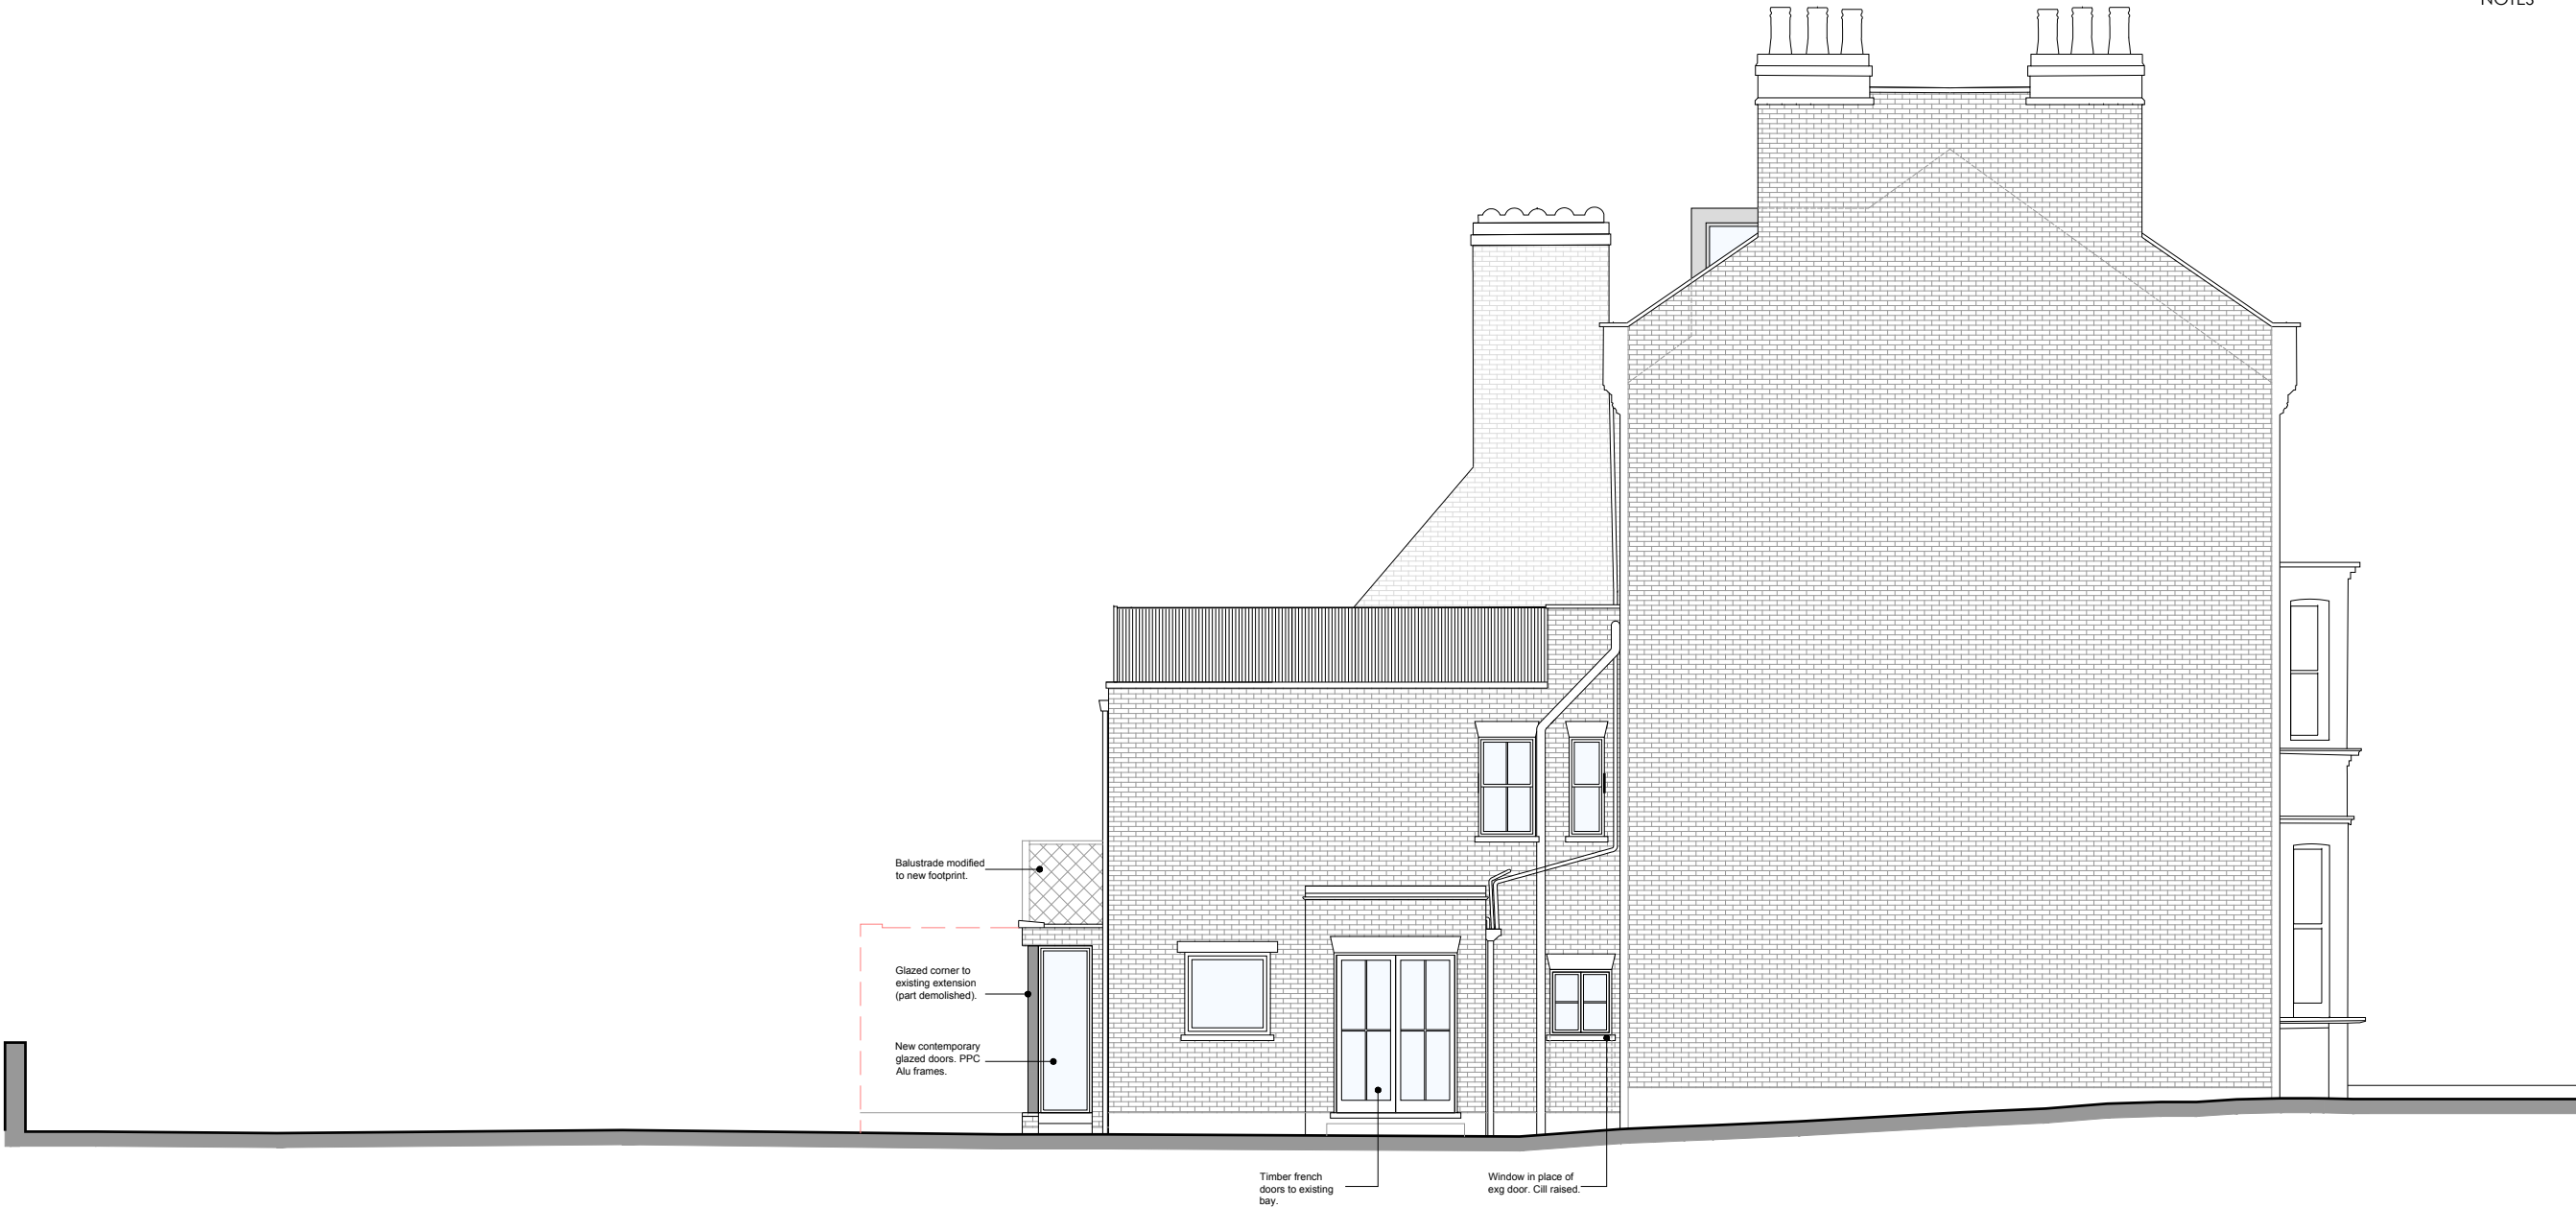 NOTES
Balustrade modified
to new footprint.
Glazed corner to
existing extension
(part demolished).
New contemporary
glazed doors. PPC
Alu frames.
Timber french
doors to existing
bay.
Window in place of
exg door. Cill raised.